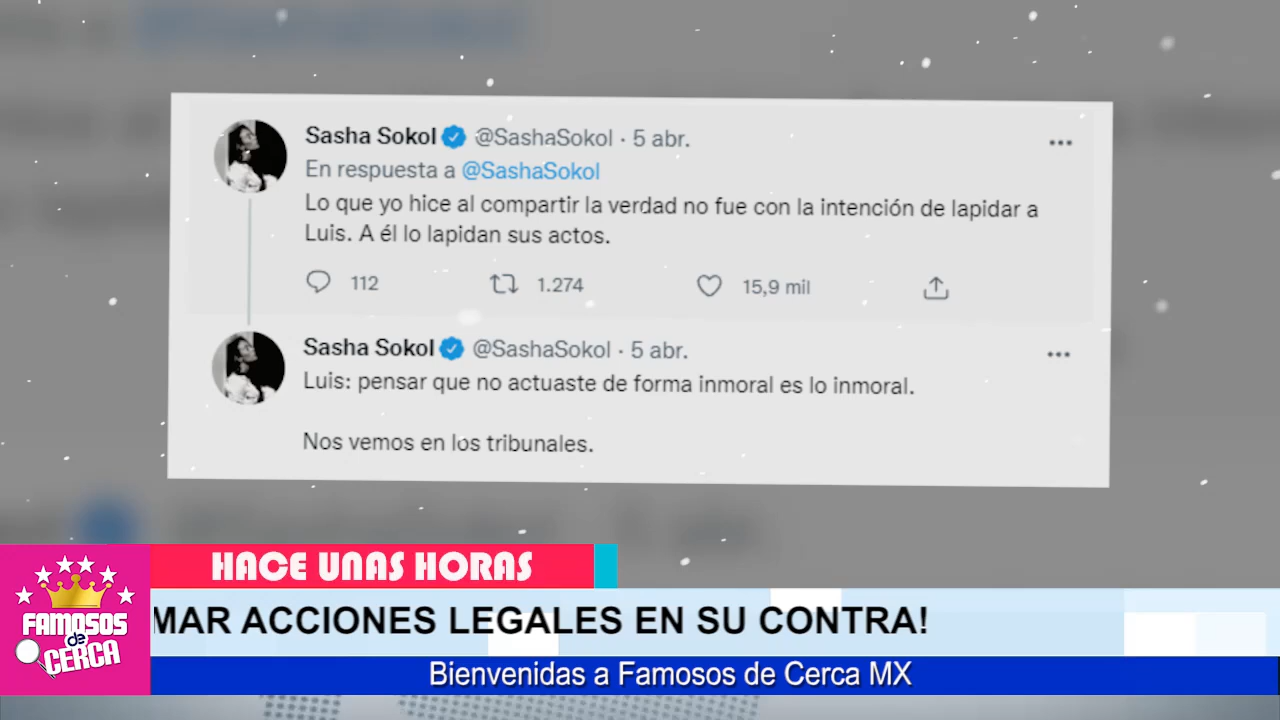 Sasha Sokol @SashaSokol · 5 abr.
En respuesta a @SashaSokol
Lo que yo hice al compartir la verdad no fue con la intención de lapidar a
Luis. A él lo lapidan sus actos.
112 1.274 15,9 mil
Sasha Sokol @SashaSokol · 5 abr.
Luis: pensar que no actuaste de forma inmoral es lo inmoral.
Nos vemos en los tribunales.
HACE UNAS HORAS
MAR ACCIONES LEGALES EN SU CONTRA!
FAMOSOS
de
CERCA
Bienvenidas a Famosos de Cerca MX